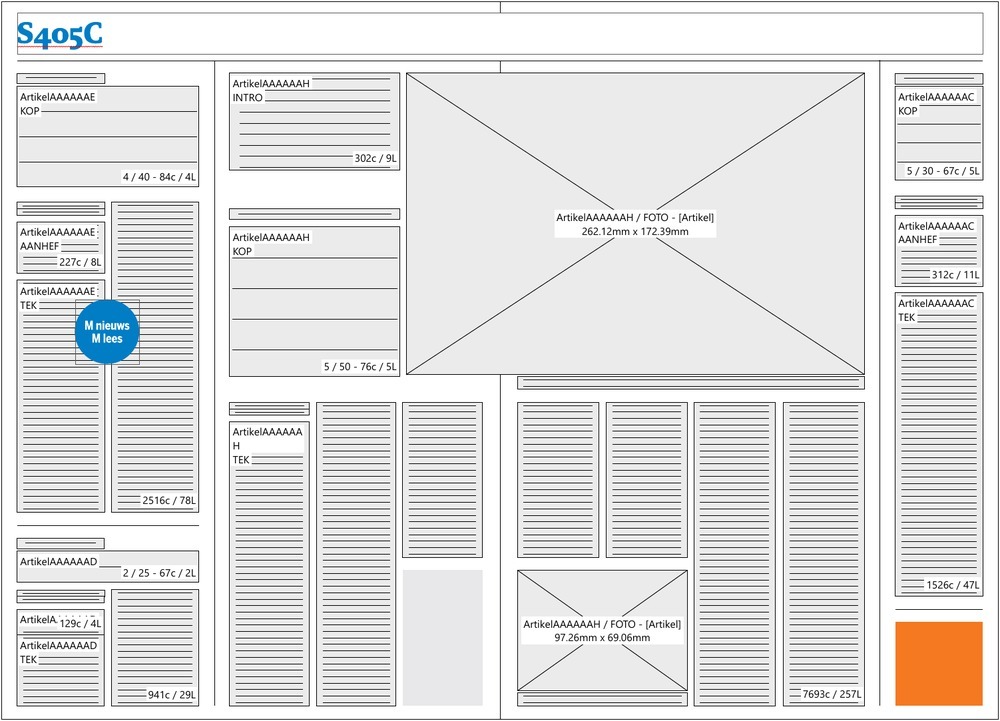 S405C
ArtikelAAAAAAE
KOP
4 / 40 - 84c / 4L
ArtikelAAAAAAE
AANHEF
227c / 8L
ArtikelAAAAAAE
TEK
M nieuws
M lees
2516c / 78L
ArtikelAAAAAAD
2 / 25 - 67c / 2L
ArtikelA
129c / 4L
ArtikelAAAAAAD
TEK
941c / 29L
ArtikelAAAAAAH
INTRO
302c / 9L
ArtikelAAAAAAH
KOP
5 / 50 - 76c / 5L
ArtikelAAAAAAH / FOTO - [Artikel]
262.12mm x 172.39mm
ArtikelAAAAAA
H
TEK
ArtikelAAAAAAH / FOTO - [Artikel]
97.26mm x 69.06mm
7693c / 257L
ArtikelAAAAAAC
KOP
5 / 30 - 67c / 5L
ArtikelAAAAAAC
AANHEF
312c / 11L
ArtikelAAAAAAC
TEK
1526c / 47L